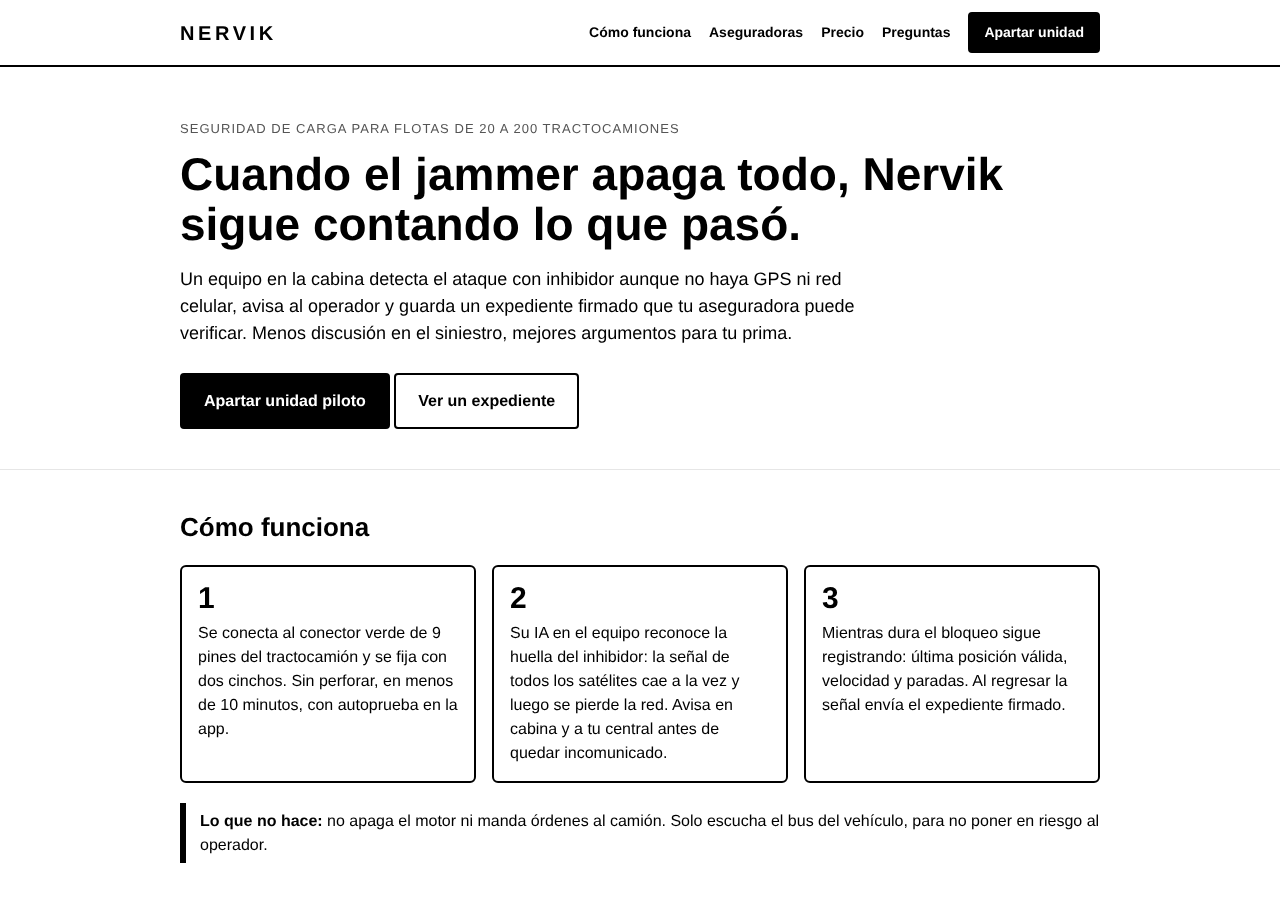 NERVIK
Cómo funciona Aseguradoras Precio Preguntas Apartar unidad
SEGURIDAD DE CARGA PARA FLOTAS DE 20 A 200 TRACTOCAMIONES
Cuando el jammer apaga todo, Nervik
sigue contando lo que pasó.
Un equipo en la cabina detecta el ataque con inhibidor aunque no haya GPS ni red
celular, avisa al operador y guarda un expediente firmado que tu aseguradora puede
verificar. Menos discusión en el siniestro, mejores argumentos para tu prima.
Apartar unidad piloto
Ver un expediente
Cómo funciona
1
Se conecta al conector verde de 9
pines del tractocamión y se fija con
dos cinchos. Sin perforar, en menos
de 10 minutos, con autoprueba en la
app.
2
Su IA en el equipo reconoce la
huella del inhibidor: la señal de
todos los satélites cae a la vez y
luego se pierde la red. Avisa en
cabina y a tu central antes de
quedar incomunicado.
3
Mientras dura el bloqueo sigue
registrando: última posición válida,
velocidad y paradas. Al regresar la
señal envía el expediente firmado.
Lo que no hace: no apaga el motor ni manda órdenes al camión. Solo escucha el bus del vehículo, para no poner en riesgo al
operador.